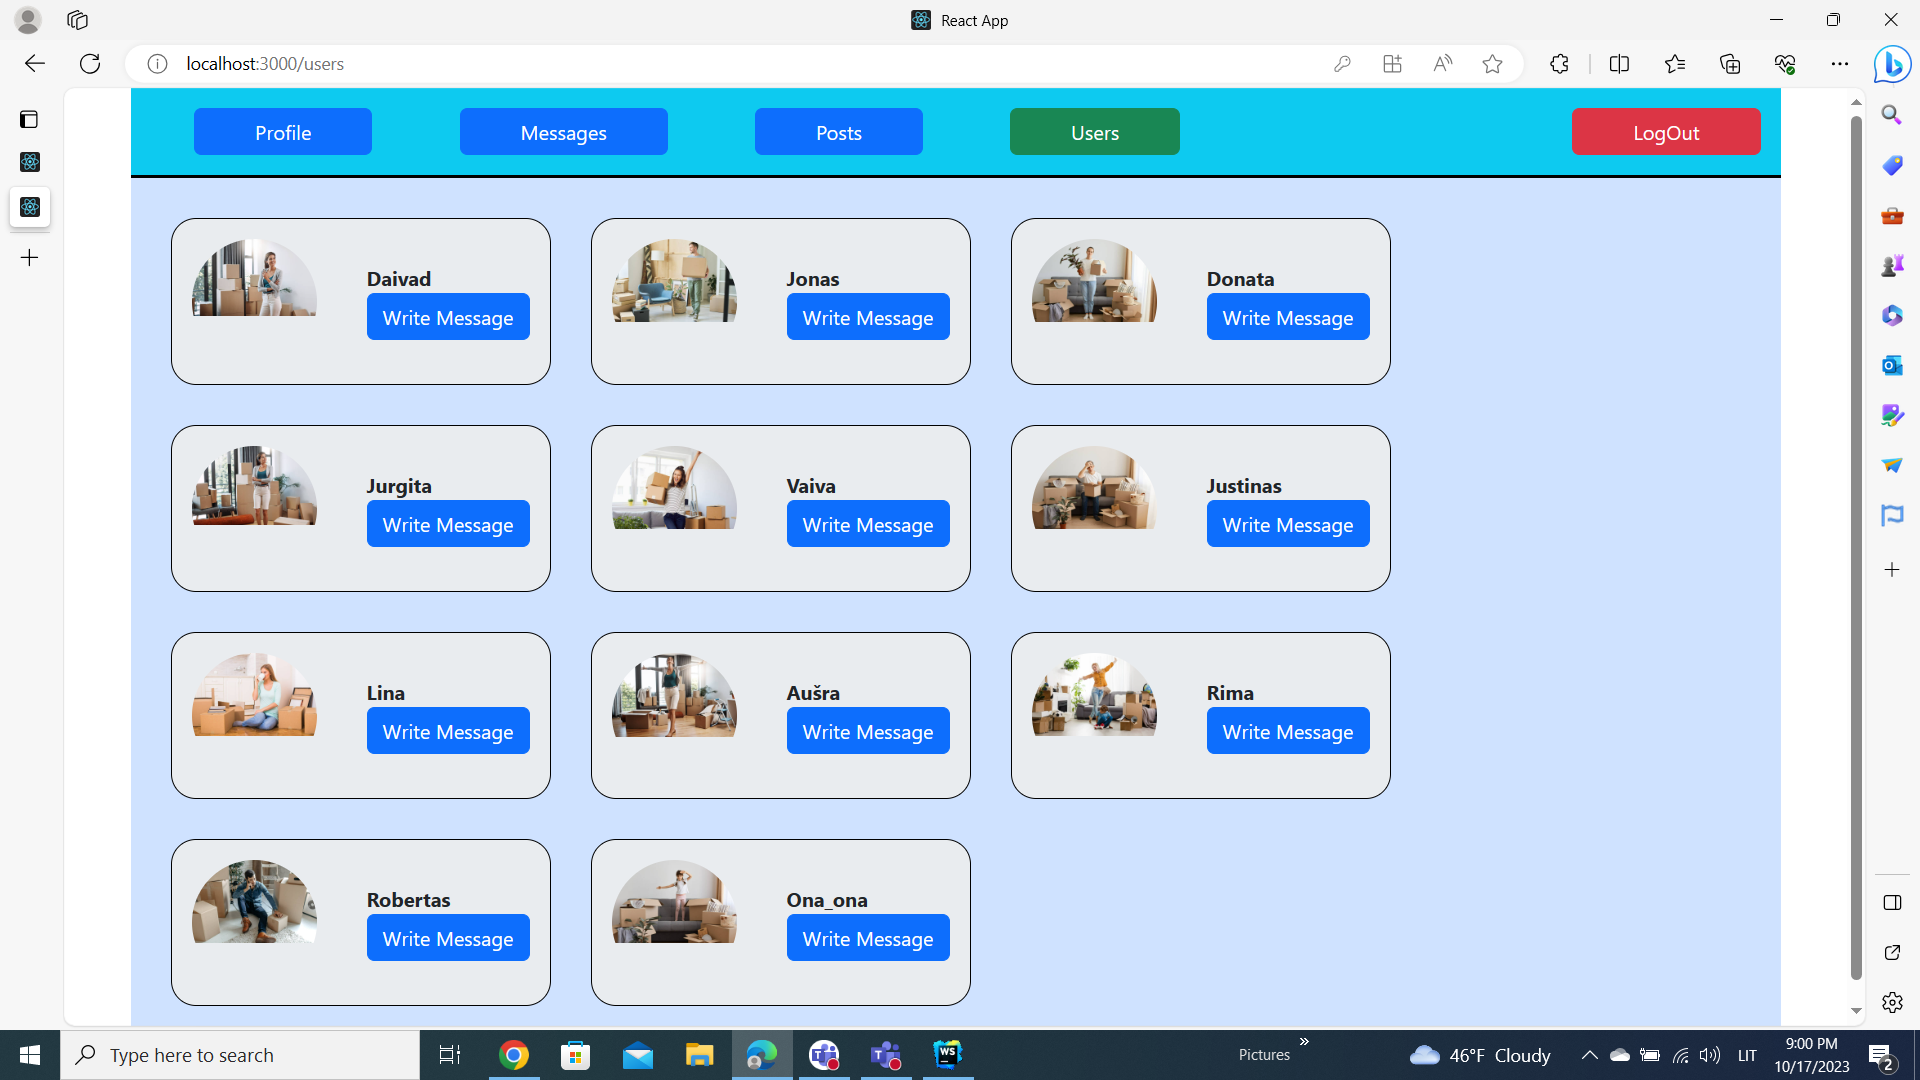 React App
localhost:3000/users
Profile
Messages
Posts
Users
LogOut
Daivad
Write Message
Jonas
Write Message
Donata
Write Message
Jurgita
Write Message
Vaiva
Write Message
Justinas
Write Message
Lina
Write Message
Aušra
Write Message
Rima
Write Message
Robertas
Write Message
Ona_ona
Write Message
Type here to search
WS
Pictures
46°F Cloudy
LIT
9:00 PM
10/17/2023
2